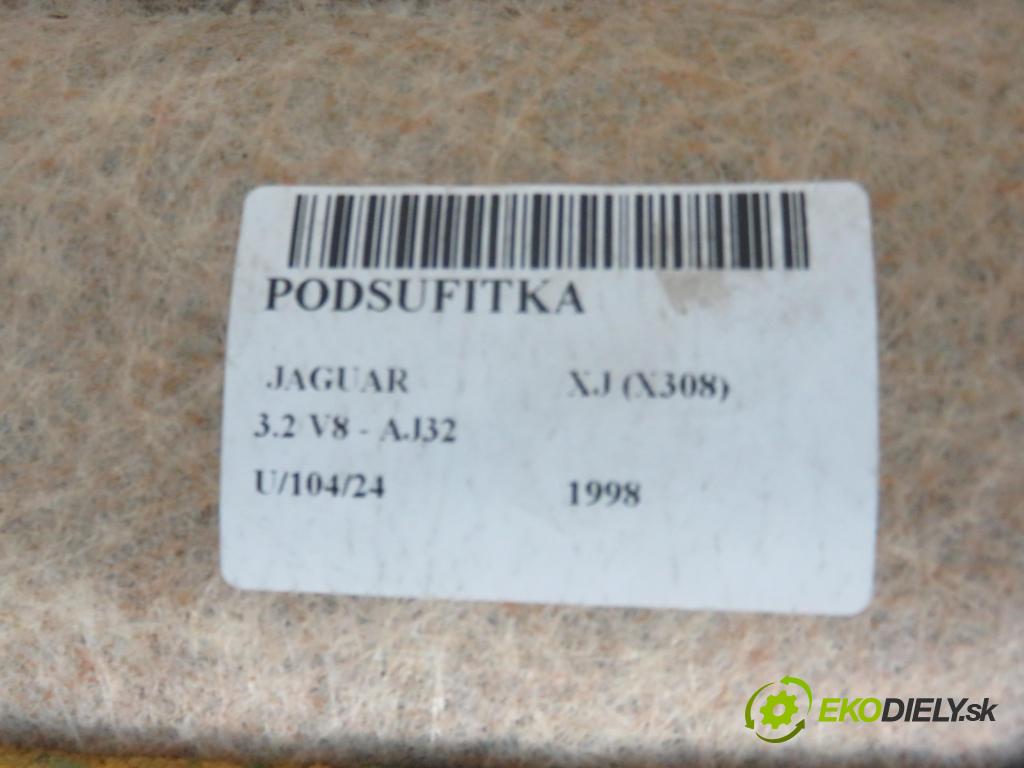 PODSUFITKA
JAGUAR XJ (X308)
3.2 V8 - AJ32
U/104/24 1998
EKODIELY.sk